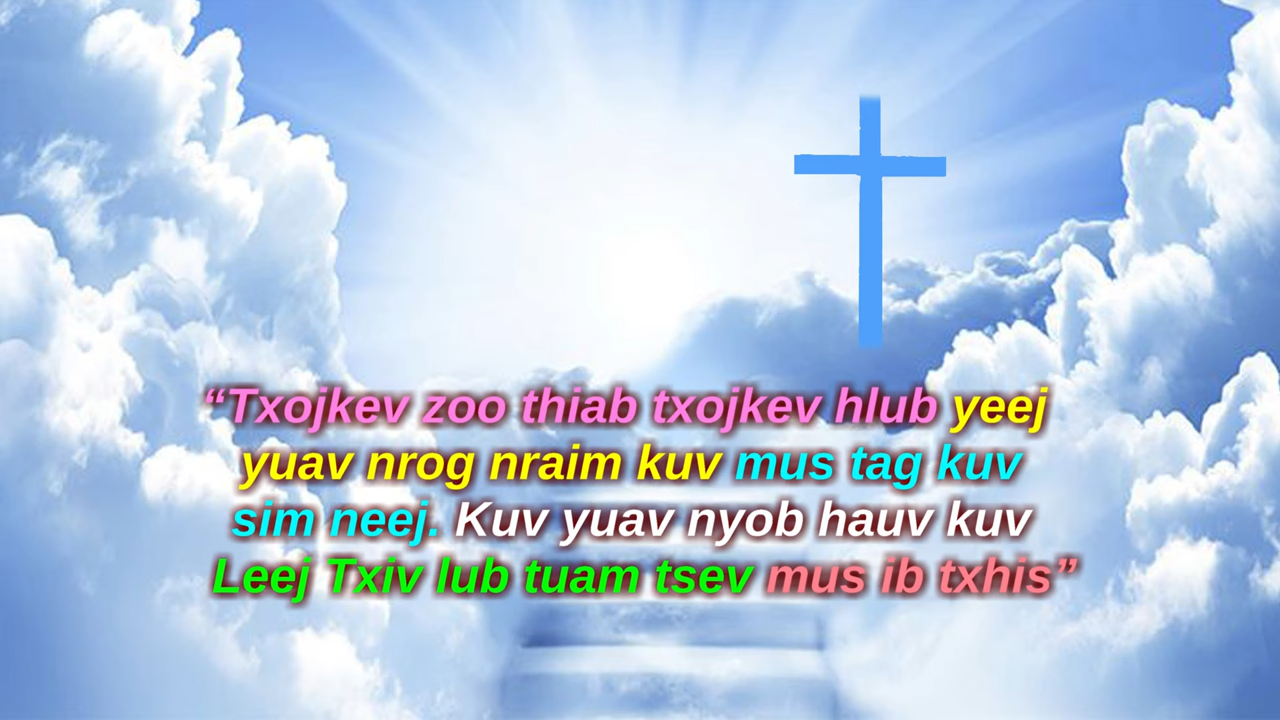 “Txojkev zoo thiab txojkev hlub yeej
yuav nrog nraim kuv mus tag kuv
sim neej. Kuv yuav nyob hauv kuv
Leej Txiv lub tuam tsev mus ib txhis”